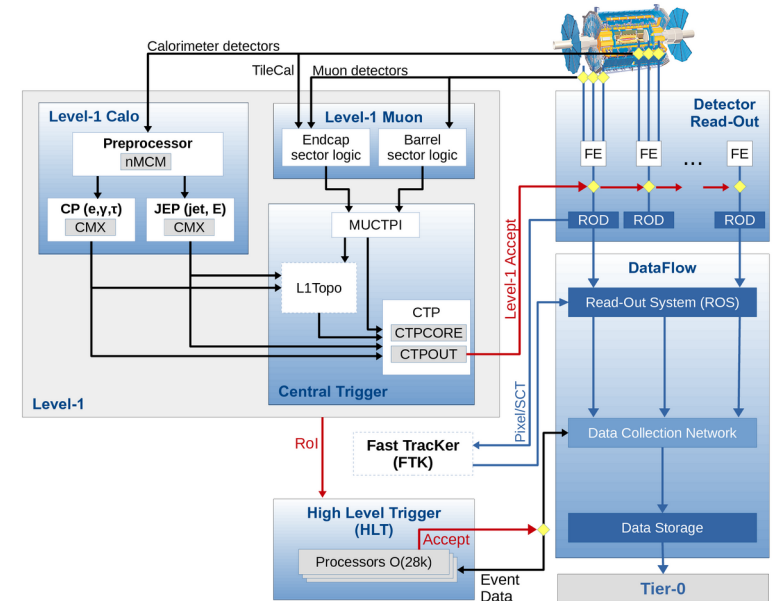 Calorimeter detectors
TileCal
Muon detectors
Level-1 Calo
Preprocessor
nMCM
CP (e,γ,τ)
CMX
JEP (jet, E)
CMX
Level-1 Muon
Endcap
sector logic
Barrel
sector logic
MUCTPI
L1Topo
CTP
CTPCORE
CTPOUT
Central Trigger
Level-1
Level-1 Accept
Detector
Read-Out
FE
FE
...
FE
ROD
ROD
ROD
DataFlow
Read-Out System (ROS)
Pixel/SCT
Data Collection Network
RoI
Fast TracKer
(FTK)
High Level Trigger
(HLT)
Accept
Processors O(28k)
Event
Data
Data Storage
Tier-0